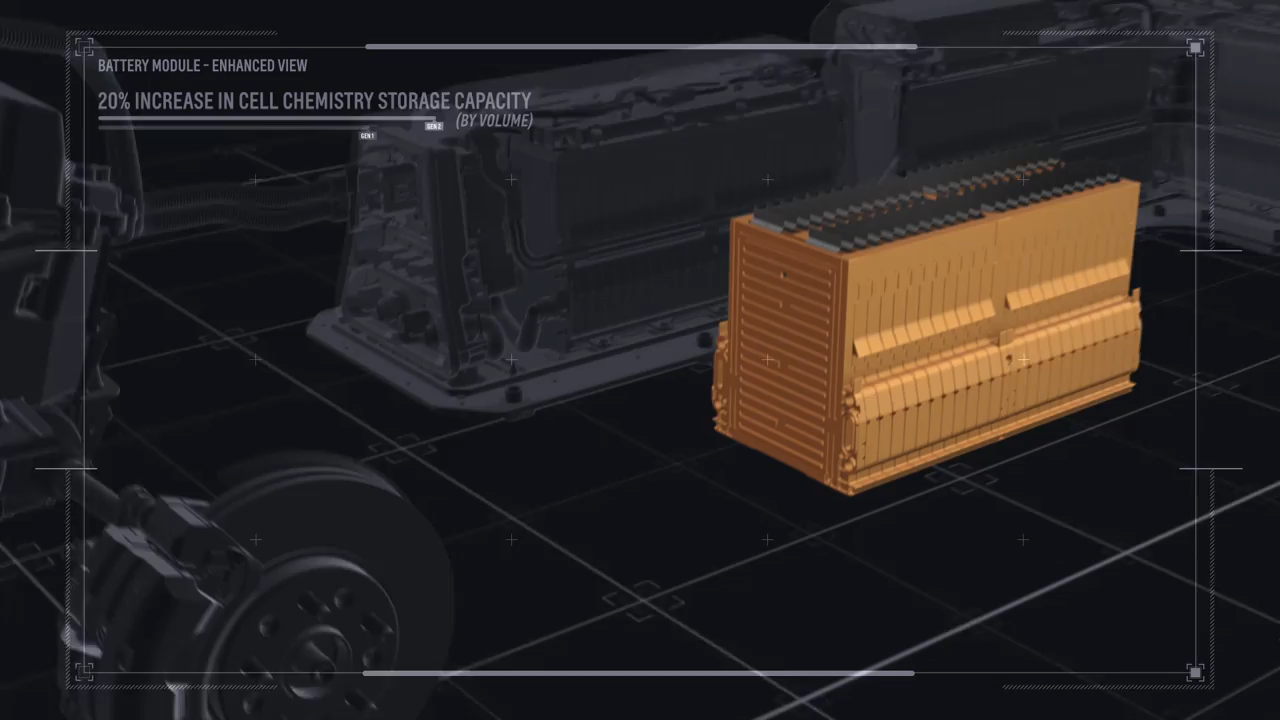 BATTERY MODULE - ENHANCED VIEW
20% INCREASE IN CELL CHEMISTRY STORAGE CAPACITY
(BY VOLUME)
GEN 2
GEN 1